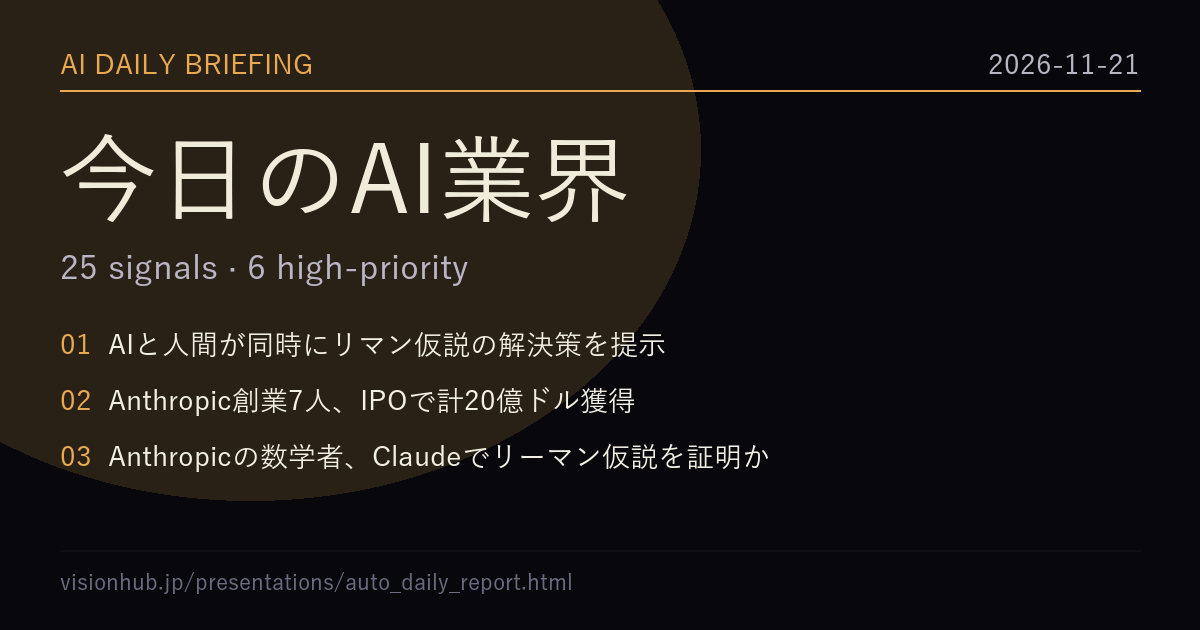 AI DAILY BRIEFING
2026-11-21
今日のAI業界
25 signals · 6 high-priority
01 AIと人間が同時にリマン仮説の解決策を提示
02 Anthropic創業7人、IPOで計20億ドル獲得
03 Anthropicの数学者、Claudeでリーマン仮説を証明か
visionhub.jp/presentations/auto_daily_report.html